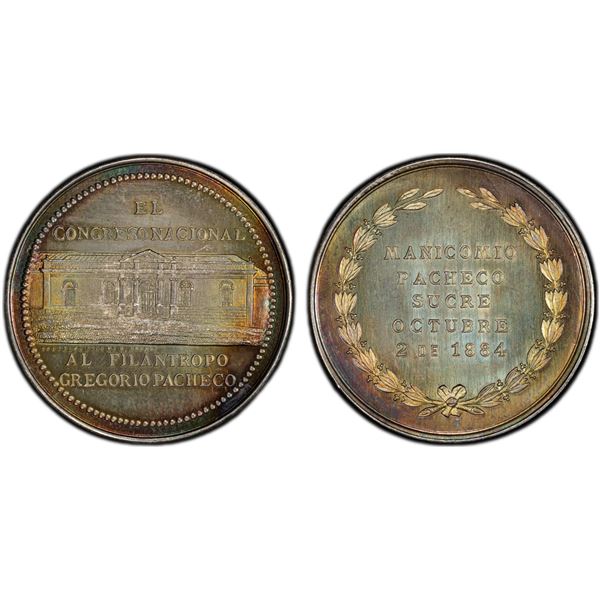 EL
CONGRESO NACIONAL
AL FILANTROPO
GREGORIO PACHECO
MANICOMIO
PACHECO
SUCRE
OCTUBRE
2 DE 1884